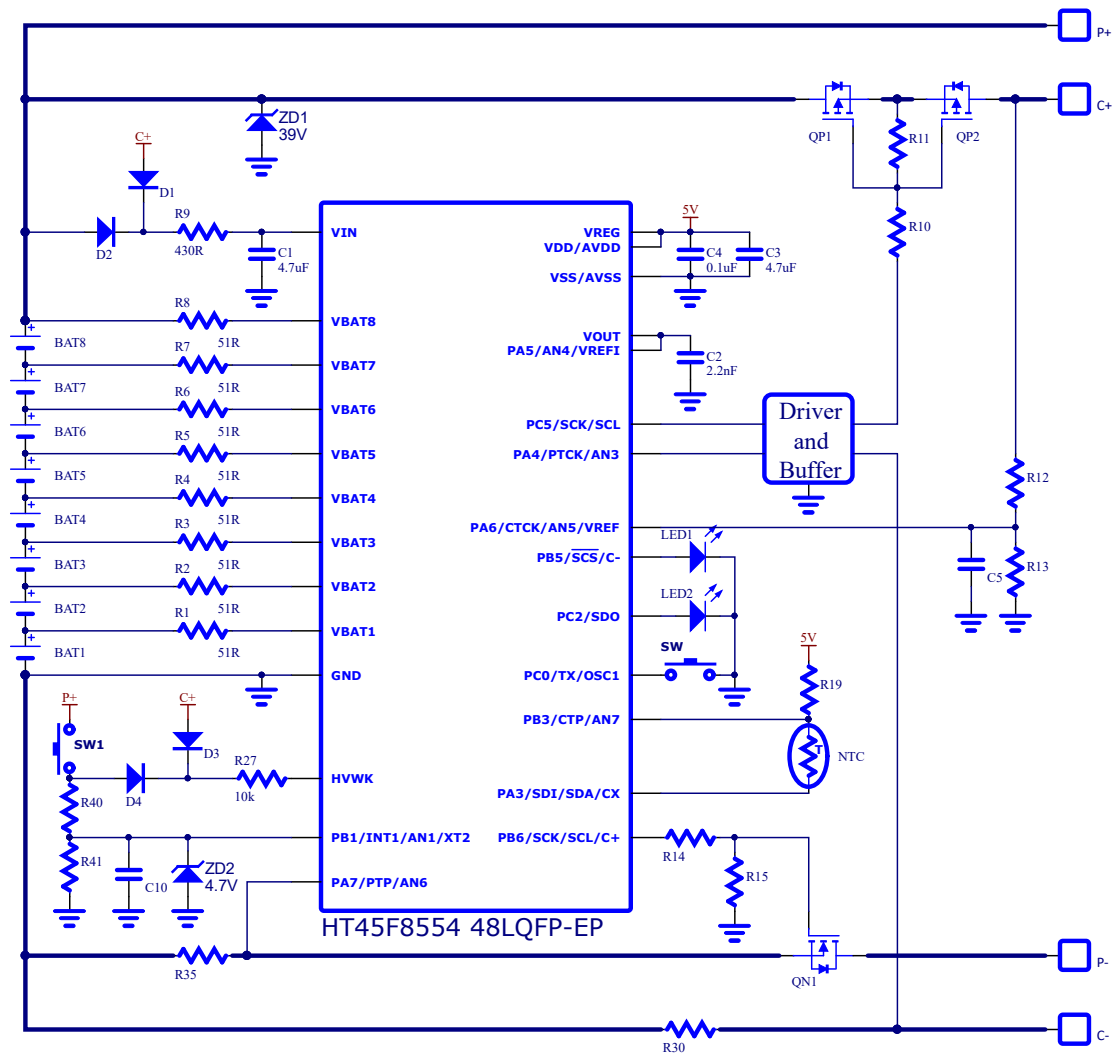 P+
C+
QP1
R11
QP2
R10
ZD1
39V
C+
D1
D2
R9
430R
C1
4.7uF
VIN
VREG
VDD/AVDD
5V
C4
0.1uF
C3
4.7uF
VSS/AVSS
VOUT
PA5/AN4/VREFI
C2
2.2nF
R8
51R
VBAT8
+
BAT8
R7
51R
VBAT7
+
BAT7
R6
51R
VBAT6
+
BAT6
R5
51R
VBAT5
+
BAT5
R4
51R
VBAT4
+
BAT4
R3
51R
VBAT3
+
BAT3
R2
51R
VBAT2
+
BAT2
R1
51R
VBAT1
+
BAT1
GND
PC5/SCK/SCL
PA4/PTCK/AN3
Driver
and
Buffer
PA6/CTCK/AN5/VREF
R12
R13
C5
PB5/SCS/C-
LED1
PC2/SDO
LED2
PC0/TX/OSC1
SW
PB3/CTP/AN7
5V
R19
T
NTC
PA3/SDI/SDA/CX
PB6/SCK/SCL/C+
R14
R15
P+
SW1
C+
D3
D4
R27
10k
HVWK
R40
R41
C10
ZD2
4.7V
PB1/INT1/AN1/XT2
PA7/PTP/AN6
HT45F8554 48LQFP-EP
R35
QN1
P-
R30
C-